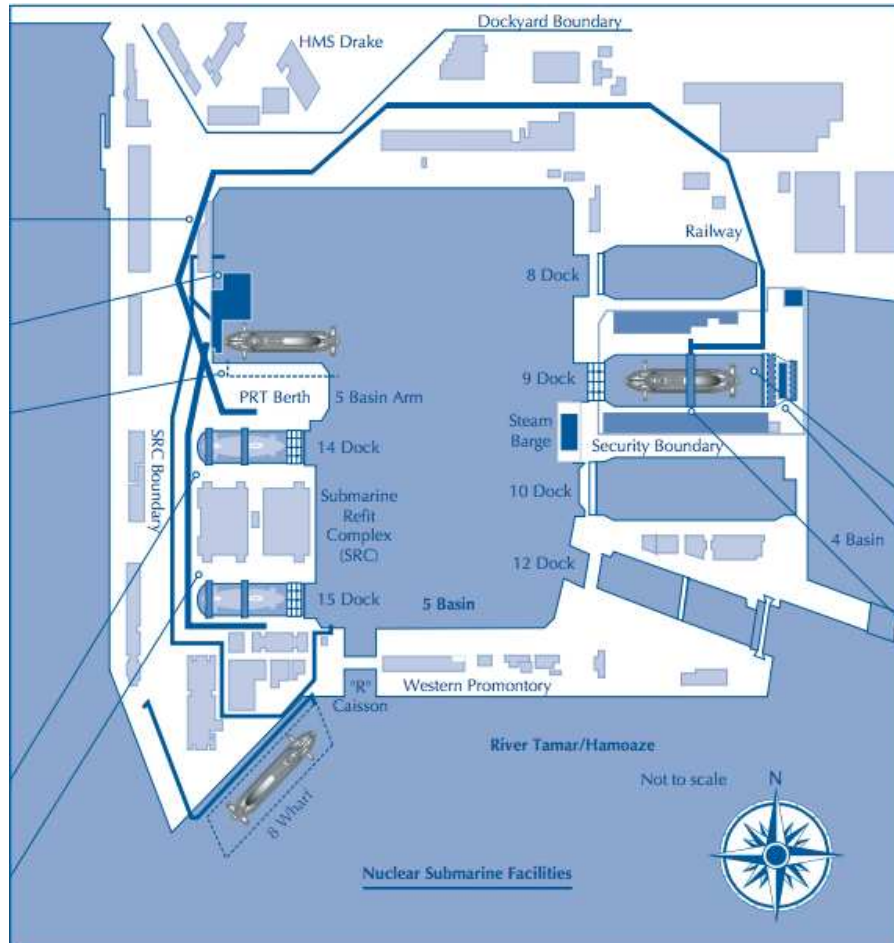 Dockyard Boundary
HMS Drake
Railway
8 Dock
9 Dock
PRT Berth
5 Basin Arm
Steam
Barge
Security Boundary
14 Dock
SRC Boundary
Submarine
Refit
Complex
(SRC)
10 Dock
4 Basin
12 Dock
15 Dock
5 Basin
"R"
Caisson
Western Promontory
River Tamar/Hamoaze
Not to scale
N
8 Wharf
Nuclear Submarine Facilities